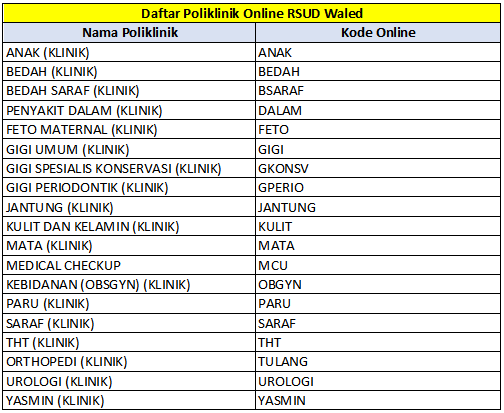 Daftar Poliklinik Online RSUD Waled
Nama Poliklinik Kode Online
ANAK (KLINIK) ANAK
BEDAH (KLINIK) BEDAH
BEDAH SARAF (KLINIK) BSARAF
PENYAKIT DALAM (KLINIK) DALAM
FETO MATERNAL (KLINIK) FETO
GIGI UMUM (KLINIK) GIGI
GIGI SPESIALIS KONSERVASI (KLINIK) GKONSV
GIGI PERIODONTIK (KLINIK) GPERIO
JANTUNG (KLINIK) JANTUNG
KULIT DAN KELAMIN (KLINIK) KULIT
MATA (KLINIK) MATA
MEDICAL CHECKUP MCU
KEBIDANAN (OBSGYN) (KLINIK) OBGYN
PARU (KLINIK) PARU
SARAF (KLINIK) SARAF
THT (KLINIK) THT
ORTHOPEDI (KLINIK) TULANG
UROLOGI (KLINIK) UROLOGI
YASMIN (KLINIK) YASMIN